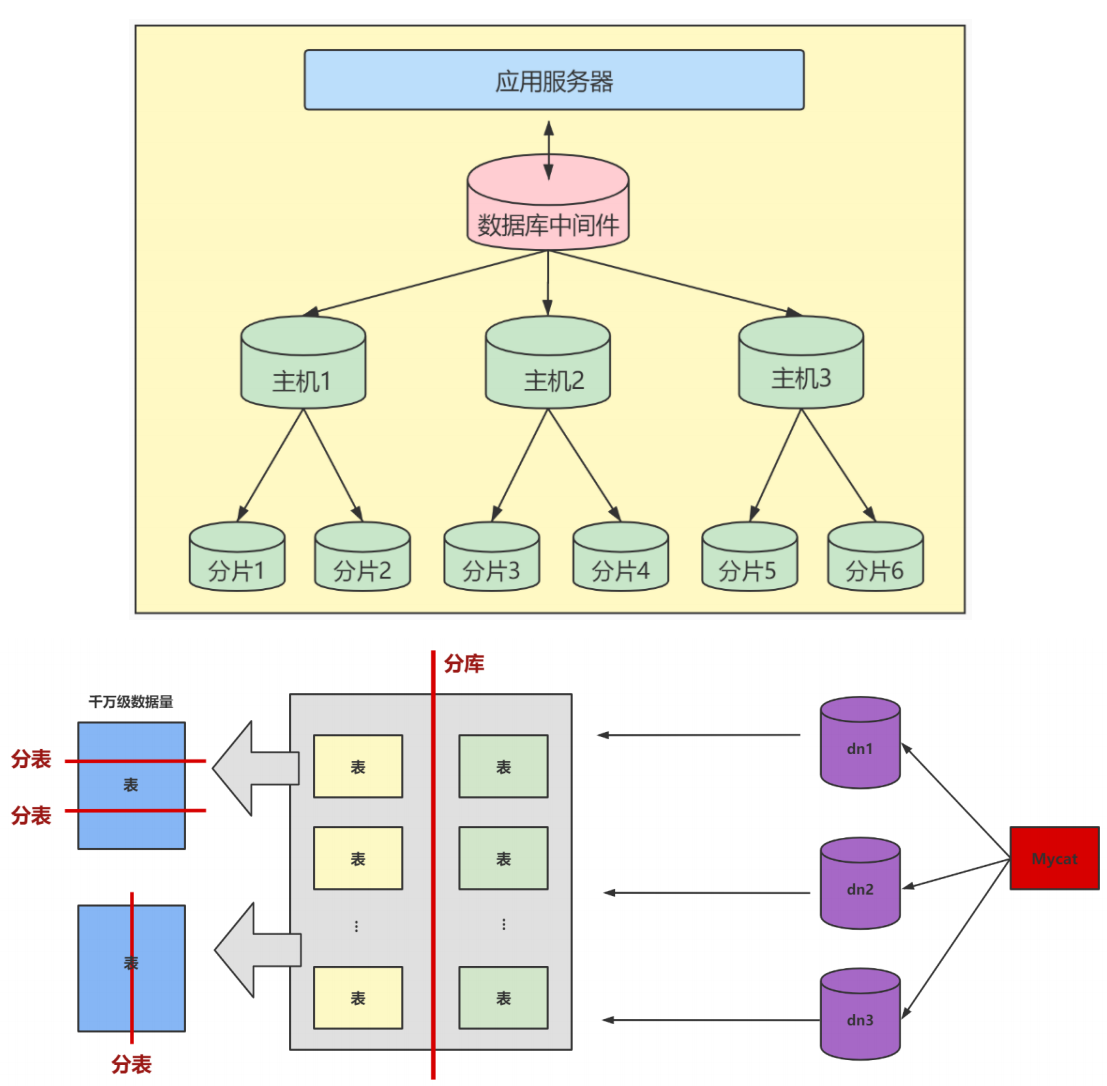 应用服务器
数据库中间件
主机1
主机2
主机3
分片1
分片2
分片3
分片4
分片5
分片6
分库
千万级数据量
分表
表
分表
表
分表
表
表
表
表
...
...
表
表
dn1
dn2
dn3
Mycat